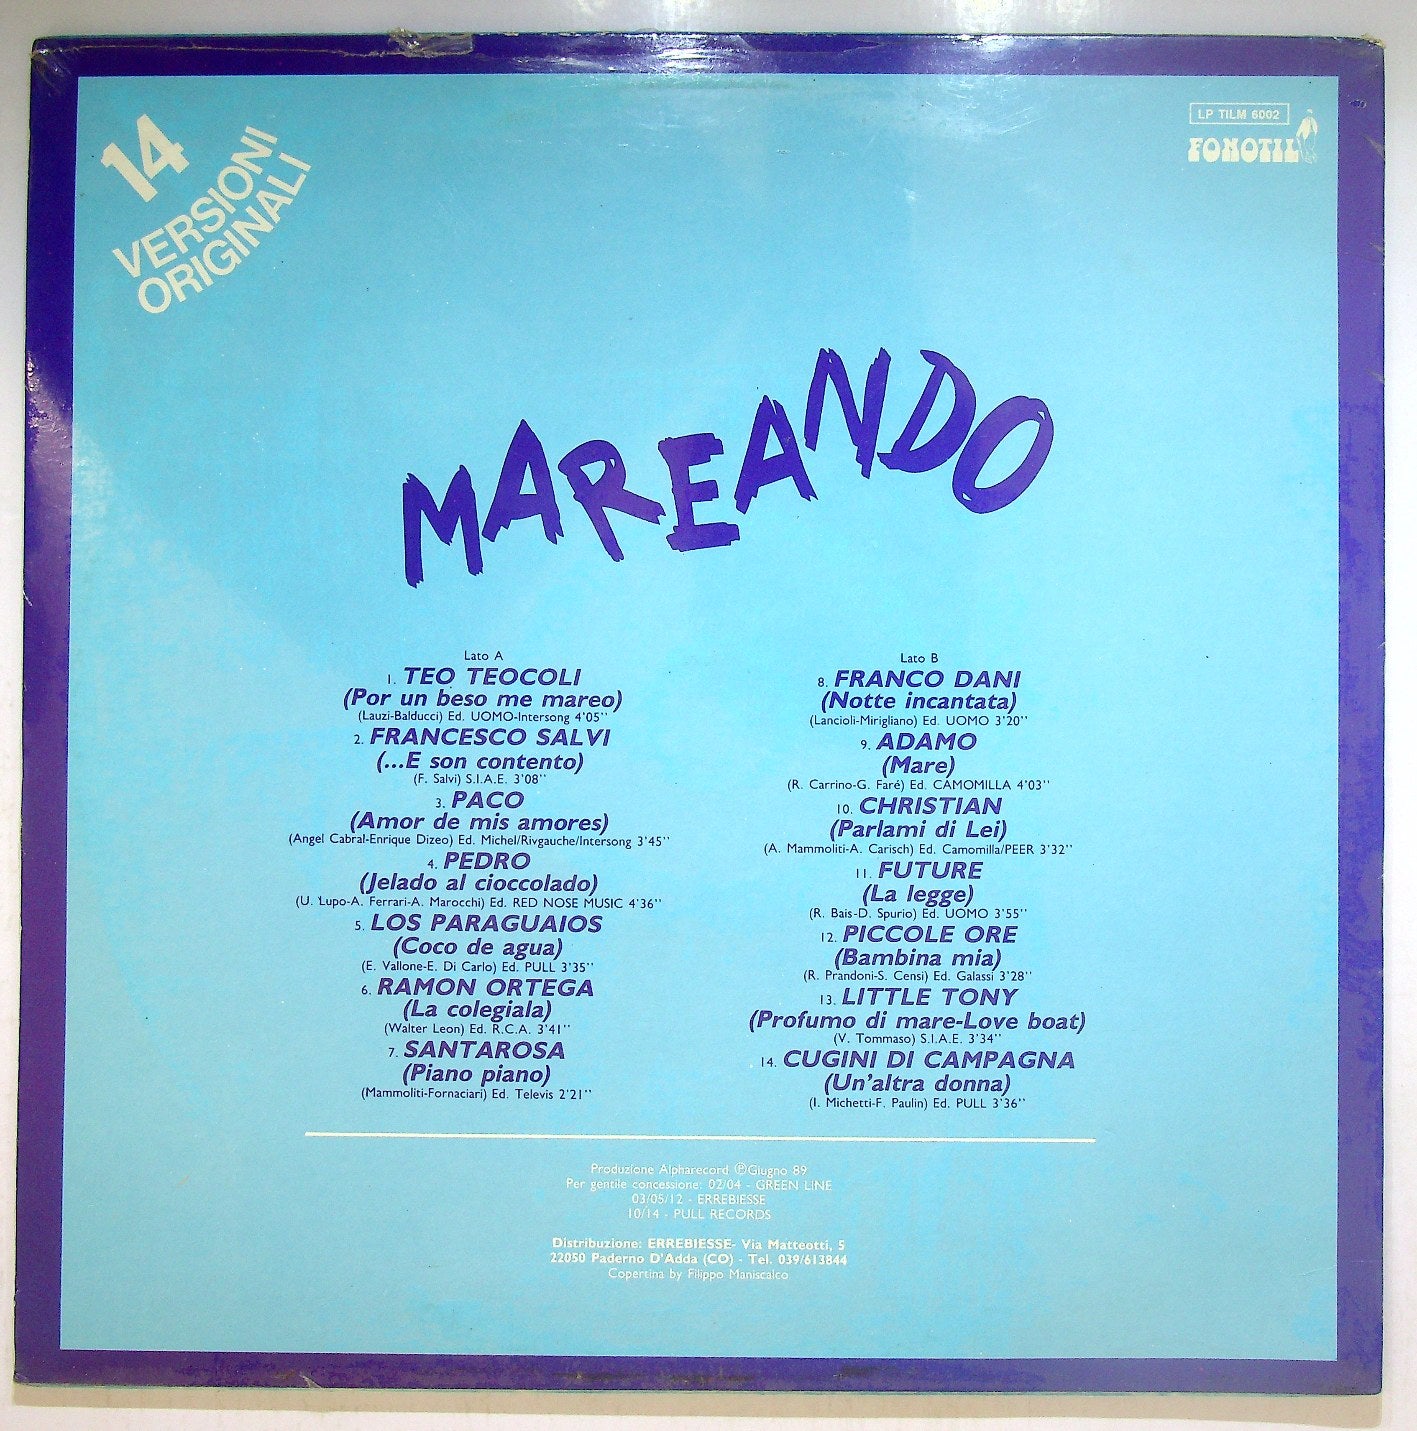 14
VERSIONI
ORIGINALI
LP TILM 6002
FONOTIL
MAREANDO
Lato A
1. TEO TEOCOLI
(Por un beso me mareo)
(Lauzi-Balducci) Ed. UOMO-Intersong 4'05''
2. FRANCESCO SALVI
(...E son contento)
(F. Salvi) S.I.A.E. 3'08''
3. PACO
(Amor de mis amores)
(Angel Cabral-Enrique Dizeo) Ed. Michel/Rivgauche/Intersong 3'45''
4. PEDRO
(Jelado al cioccolado)
(U. Lupo-A. Ferrari-A. Marocchi) Ed. RED NOSE MUSIC 4'36''
5. LOS PARAGUAIOS
(Coco de agua)
(E. Vallone-E. Di Carlo) Ed. PULL 3'35''
6. RAMON ORTEGA
(La colegiala)
(Walter Leon) Ed. R.C.A. 3'41''
7. SANTAROSA
(Piano piano)
(Mammoliti-Fornaciari) Ed. Televis 2'21''
Lato B
8. FRANCO DANI
(Notte incantata)
(Lancioli-Mirigliano) Ed. UOMO 3'20''
9. ADAMO
(Mare)
(R. Carrino-G. Faré) Ed. CAMOMILLA 4'03''
10. CHRISTIAN
(Parlami di Lei)
(A. Mammoliti-A. Carisch) Ed. Camomilla/PEER 3'32''
11. FUTURE
(La legge)
(R. Bais-D. Spurio) Ed. UOMO 3'55''
12. PICCOLE ORE
(Bambina mia)
(R. Prandoni-S. Censi) Ed. Galassi 3'28''
13. LITTLE TONY
(Profumo di mare-Love boat)
(V. Tommaso) S.I.A.E. 3'34''
14. CUGINI DI CAMPAGNA
(Un'altra donna)
(I. Michetti-F. Paulin) Ed. PULL 3'36''
Produzione Alpharecord ℗Giugno 89
Per gentile concessione: 02/04 - GREEN LINE
03/05/12 - ERREBIESSE
10/14 - PULL RECORDS
Distribuzione: ERREBIESSE- Via Matteotti, 5
22050 Paderno D'Adda (CO) - Tel. 039/613844
Copertina by Filippo Maniscalco